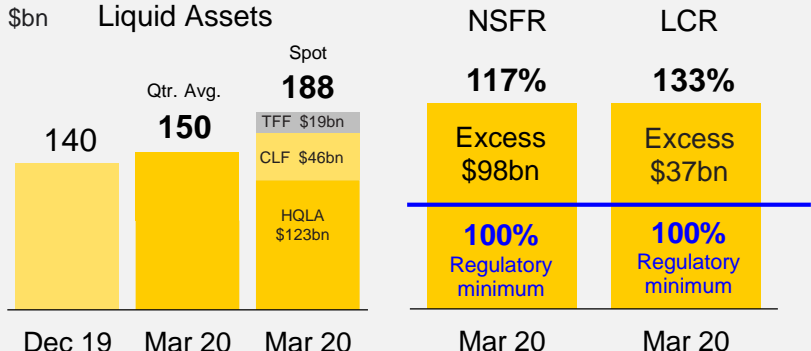 $bn Liquid Assets
140
Qtr. Avg.
150
Spot
188
TFF $19bn
CLF $46bn
HQLA
$123bn
Dec 19 Mar 20 Mar 20
NSFR LCR
117% 133%
Excess
$98bn
Excess
$37bn
100%
Regulatory
minimum
100%
Regulatory
minimum
Mar 20 Mar 20